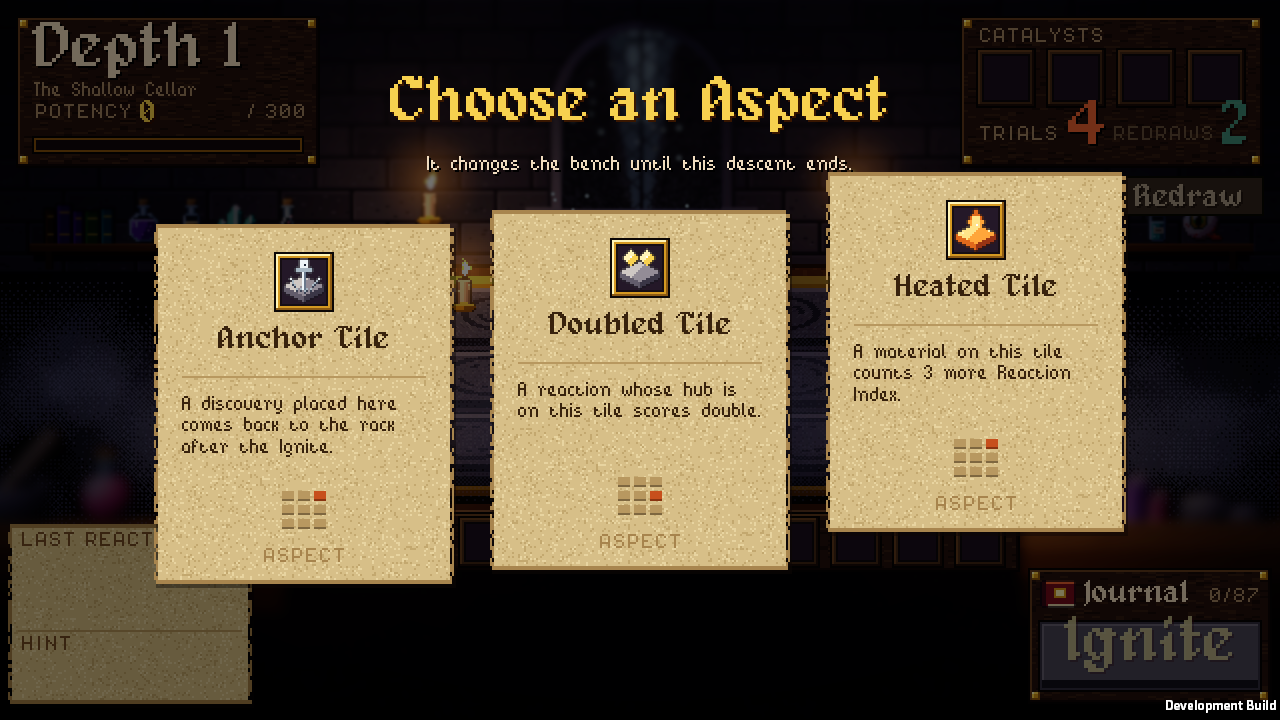 Depth 1
The Shallow Cellar
POTENCY 0 / 300
Choose an Aspect
It changes the bench until this descent ends.
CATALYSTS
TRIALS 4 REDRAWS 2
Redraw
Anchor Tile
A discovery placed here
comes back to the rack
after the Ignite.
ASPECT
Doubled Tile
A reaction whose hub is
on this tile scores double.
ASPECT
Heated Tile
A material on this tile
counts 3 more Reaction
Index.
ASPECT
LAST REACT
HINT
Journal 0/87
Ignite
Development Build